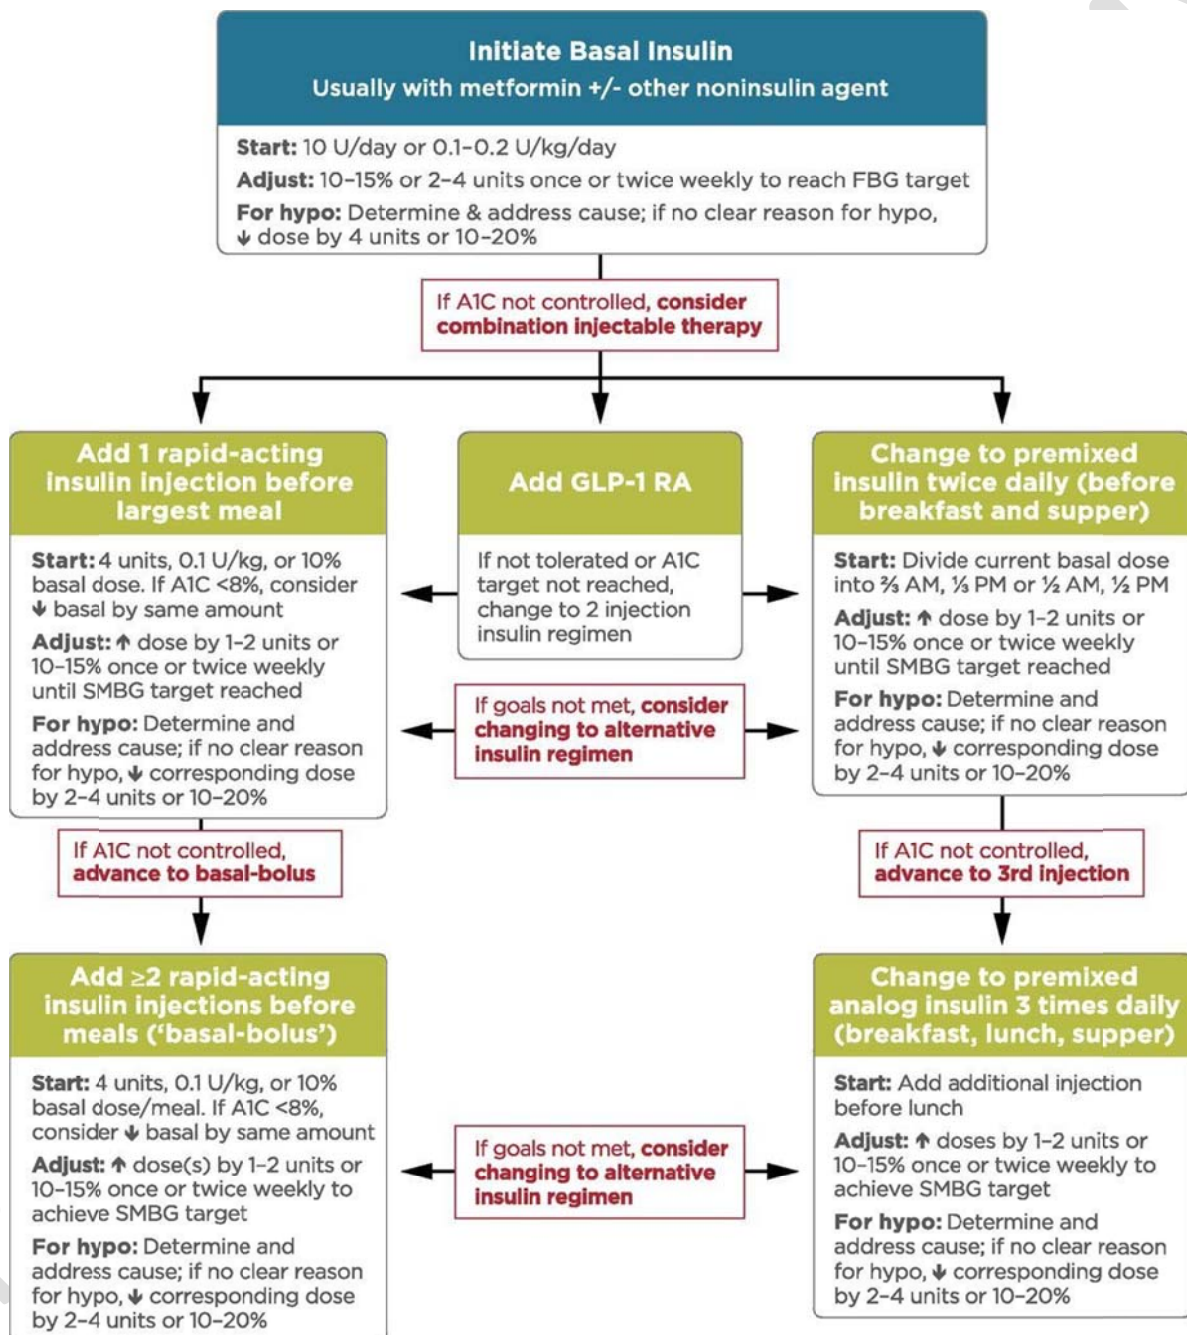 Initiate Basal Insulin
Usually with metformin +/- other noninsulin agent
Start: 10 U/day or 0.1–0.2 U/kg/day
Adjust: 10–15% or 2–4 units once or twice weekly to reach FBG target
For hypo: Determine & address cause; if no clear reason for hypo,
↓ dose by 4 units or 10–20%
If A1C not controlled, consider
combination injectable therapy
Add 1 rapid-acting
insulin injection before
largest meal
Start: 4 units, 0.1 U/kg, or 10%
basal dose. If A1C <8%, consider
↓ basal by same amount
Adjust: ↑ dose by 1–2 units or
10–15% once or twice weekly
until SMBG target reached
For hypo: Determine and
address cause; if no clear reason
for hypo, ↓ corresponding dose
by 2–4 units or 10–20%
Add GLP-1 RA
If not tolerated or A1C
target not reached,
change to 2 injection
insulin regimen
Change to premixed
insulin twice daily (before
breakfast and supper)
Start: Divide current basal dose
into ⅔ AM, ⅓ PM or ½ AM, ½ PM
Adjust: ↑ dose by 1–2 units or
10–15% once or twice weekly
until SMBG target reached
For hypo: Determine and
address cause; if no clear reason
for hypo, ↓ corresponding dose
by 2–4 units or 10–20%
If goals not met, consider
changing to alternative
insulin regimen
If A1C not controlled,
advance to basal-bolus
If A1C not controlled,
advance to 3rd injection
Add ≥2 rapid-acting
insulin injections before
meals (‘basal-bolus’)
Start: 4 units, 0.1 U/kg, or 10%
basal dose/meal. If A1C <8%,
consider ↓ basal by same amount
Adjust: ↑ dose(s) by 1–2 units or
10–15% once or twice weekly to
achieve SMBG target
For hypo: Determine and
address cause; if no clear reason
for hypo, ↓ corresponding dose
by 2–4 units or 10–20%
If goals not met, consider
changing to alternative
insulin regimen
Change to premixed
analog insulin 3 times daily
(breakfast, lunch, supper)
Start: Add additional injection
before lunch
Adjust: ↑ doses by 1–2 units or
10–15% once or twice weekly to
achieve SMBG target
For hypo: Determine and
address cause; if no clear reason
for hypo, ↓ corresponding dose
by 2–4 units or 10–20%